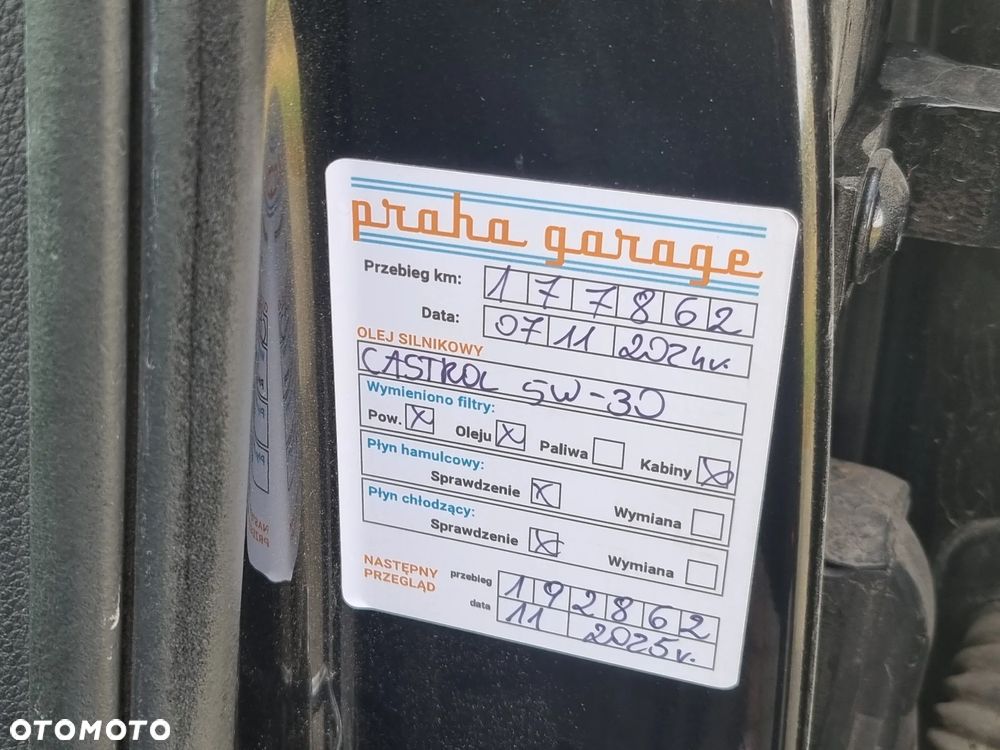 praha garage
Przebieg km: 177862
Data: 07 11 2024r.
OLEJ SILNIKOWY
CASTROL 5W-30
Wymieniono filtry:
Pow. Oleju Paliwa Kabiny
Płyn hamulcowy:
Sprawdzenie Wymiana
Płyn chłodzący:
Sprawdzenie Wymiana
NASTĘPNY PRZEGLĄD
przebieg 192862
data 11 2025r.
OTOMOTO